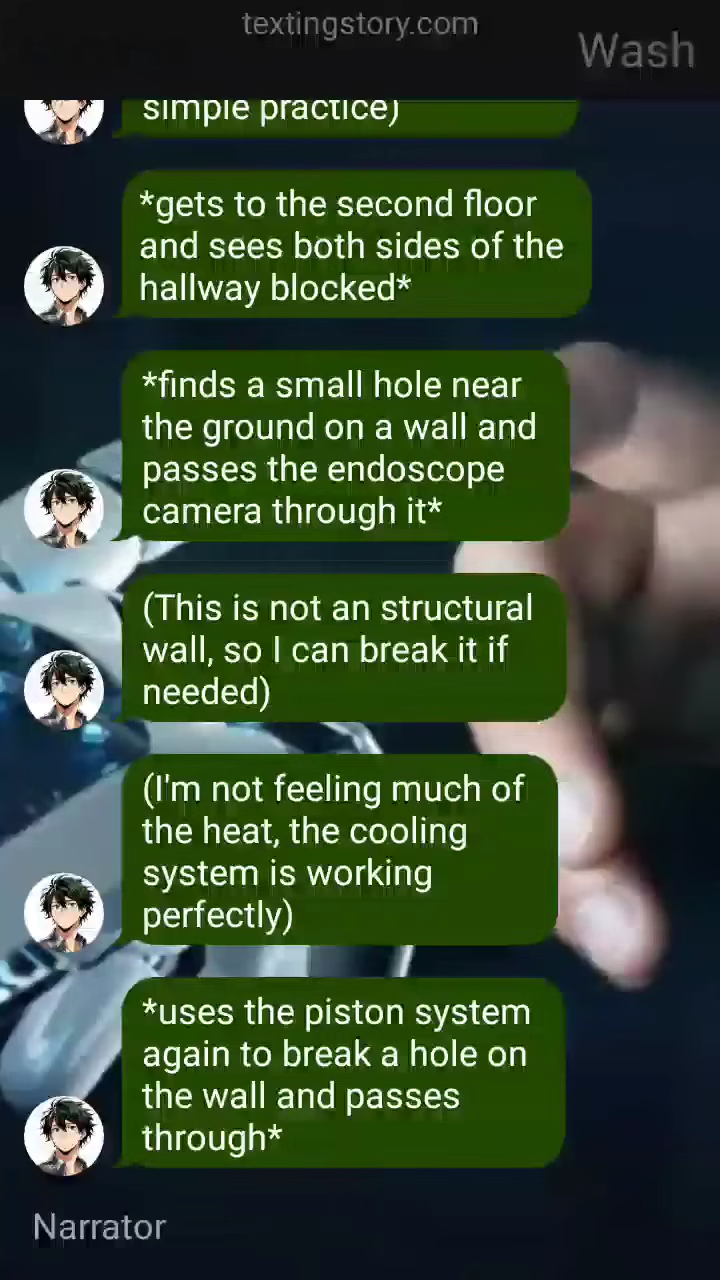 textingstory.com
Wash
simple practice)
*gets to the second floor
and sees both sides of the
hallway blocked*
*finds a small hole near
the ground on a wall and
passes the endoscope
camera through it*
(This is not an structural
wall, so I can break it if
needed)
(I'm not feeling much of
the heat, the cooling
system is working
perfectly)
*uses the piston system
again to break a hole on
the wall and passes
through*
Narrator